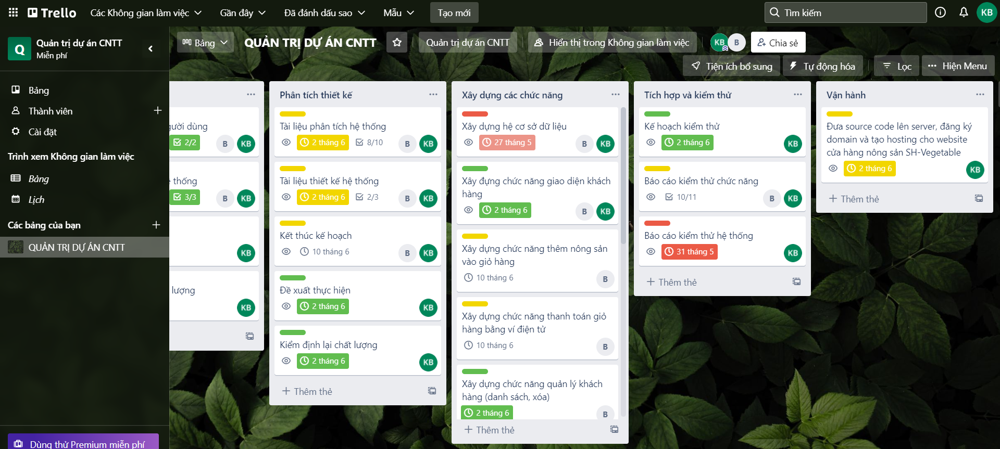 Trello
Các Không gian làm việc
Gần đây
Đã đánh dấu sao
Mẫu
Tạo mới
Tìm kiếm
KB
Q
Quản trị dự án CNTT
Miễn phí
Bảng
QUẢN TRỊ DỰ ÁN CNTT
Quản trị dự án CNTT
Hiển thị trong Không gian làm việc
KB
B
Chia sẻ
Tiện ích bổ sung
Tự động hóa
Lọc
Hiện Menu
Bảng
Thành viên
Cài đặt
Trình xem Không gian làm việc
Bảng
Lịch
Các bảng của bạn
QUẢN TRỊ DỰ ÁN CNTT
Dùng thử Premium miễn phí
gười dùng
2/2
B
KB
thống
3/3
B
KB
KB
lượng
KB
Phân tích thiết kế
Tài liệu phân tích hệ thống
2 tháng 6
8/10
B
KB
Tài liệu thiết kế hệ thống
2 tháng 6
2/3
B
KB
Kết thúc kế hoạch
10 tháng 6
B
KB
Đề xuất thực hiện
2 tháng 6
KB
Kiểm định lại chất lượng
2 tháng 6
KB
Thêm thẻ
Xây dựng các chức năng
Xây dựng hệ cơ sở dữ liệu
27 tháng 5
B
KB
Xây đựng chức năng giao diện khách
hàng
2 tháng 6
B
KB
Xây dựng chức năng thêm nông sản
vào giỏ hàng
10 tháng 6
B
Xây dựng chức năng thanh toán giỏ
hàng bằng ví điện tử
10 tháng 6
B
Xây dựng chức năng quản lý khách
hàng (danh sách, xóa)
2 tháng 6
B
Thêm thẻ
Tích hợp và kiểm thử
Kế hoạch kiểm thử
2 tháng 6
KB
Báo cáo kiểm thử chức năng
10/11
B
KB
Báo cáo kiểm thử hệ thống
31 tháng 5
KB
Thêm thẻ
Vận hành
Đưa source code lên server, đăng ký
domain và tạo hosting cho website
cửa hàng nông sản SH-Vegetable
2 tháng 6
KB
Thêm thẻ